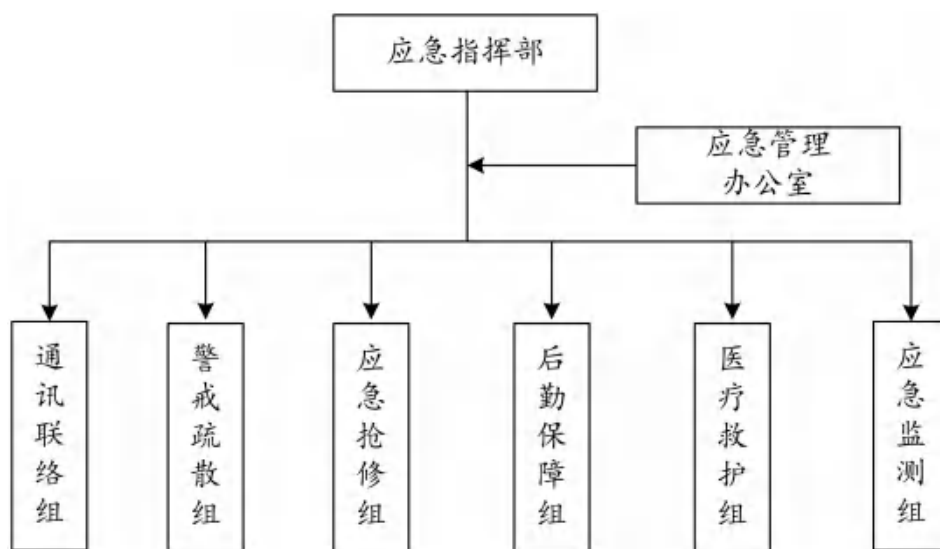 应急指挥部
应急管理
办公室
通讯联络组
警戒疏散组
应急抢修组
后勤保障组
医疗救护组
应急监测组